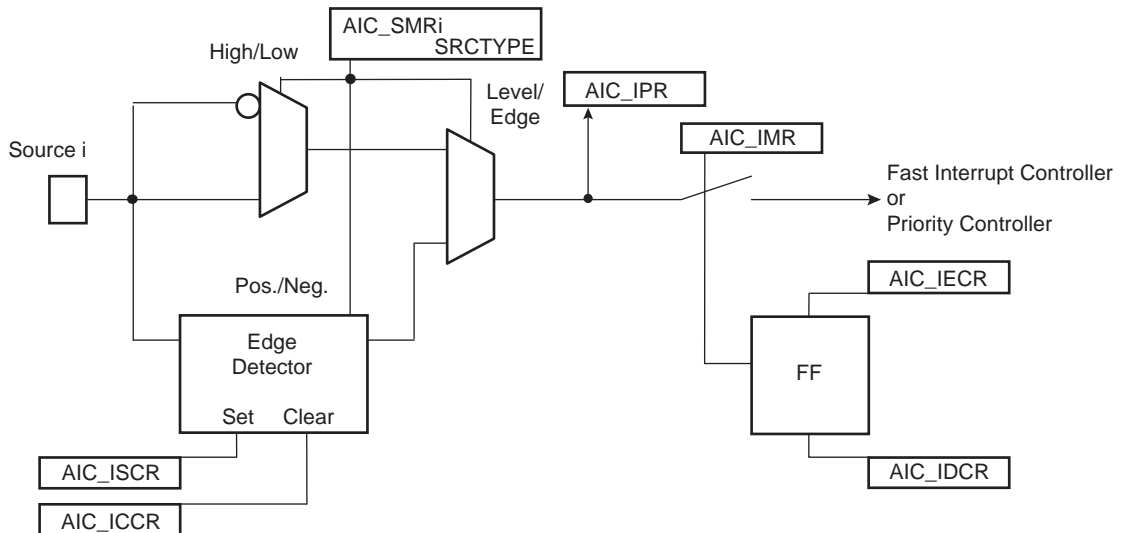 AIC_SMRi
SRCTYPE
High/Low
Level/
Edge
AIC_IPR
AIC_IMR
Source i
Fast Interrupt Controller
or
Priority Controller
AIC_IECR
Pos./Neg.
Edge
Detector
FF
Set Clear
AIC_ISCR
AIC_IDCR
AIC_ICCR